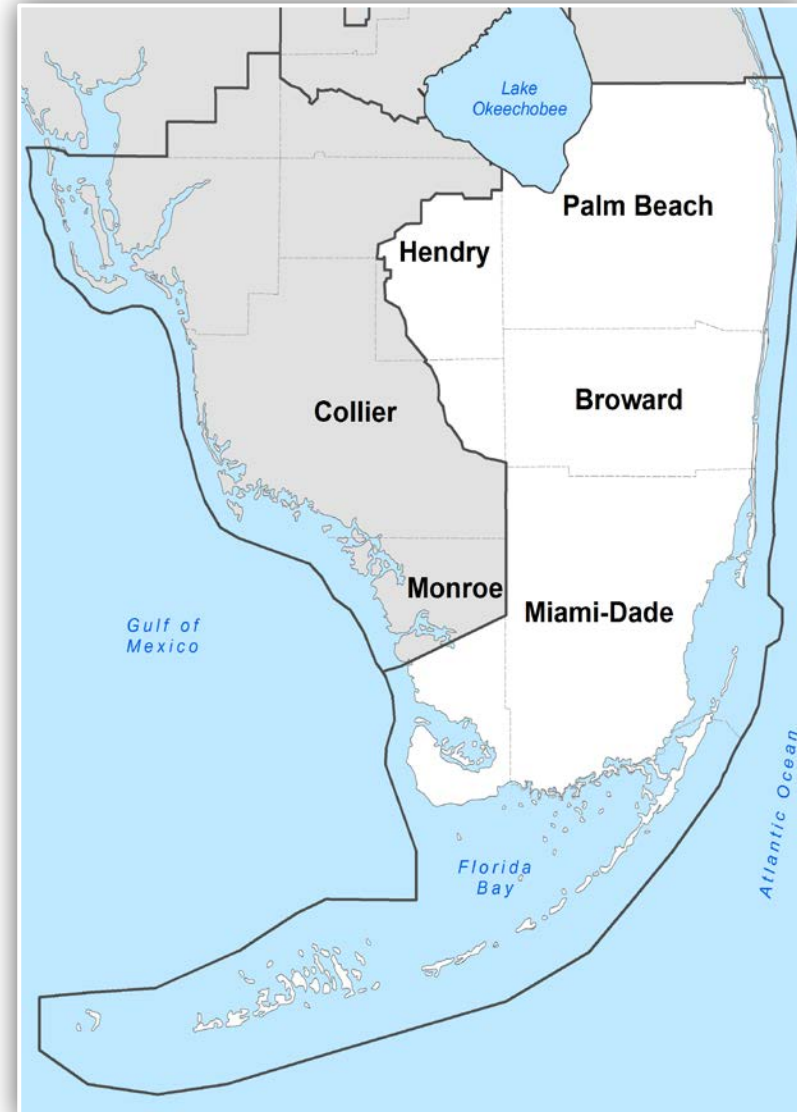 Lake
Okeechobee
Palm Beach
Hendry
Broward
Collier
Monroe
Miami-Dade
Gulf of
Mexico
Atlantic Ocean
Florida
Bay